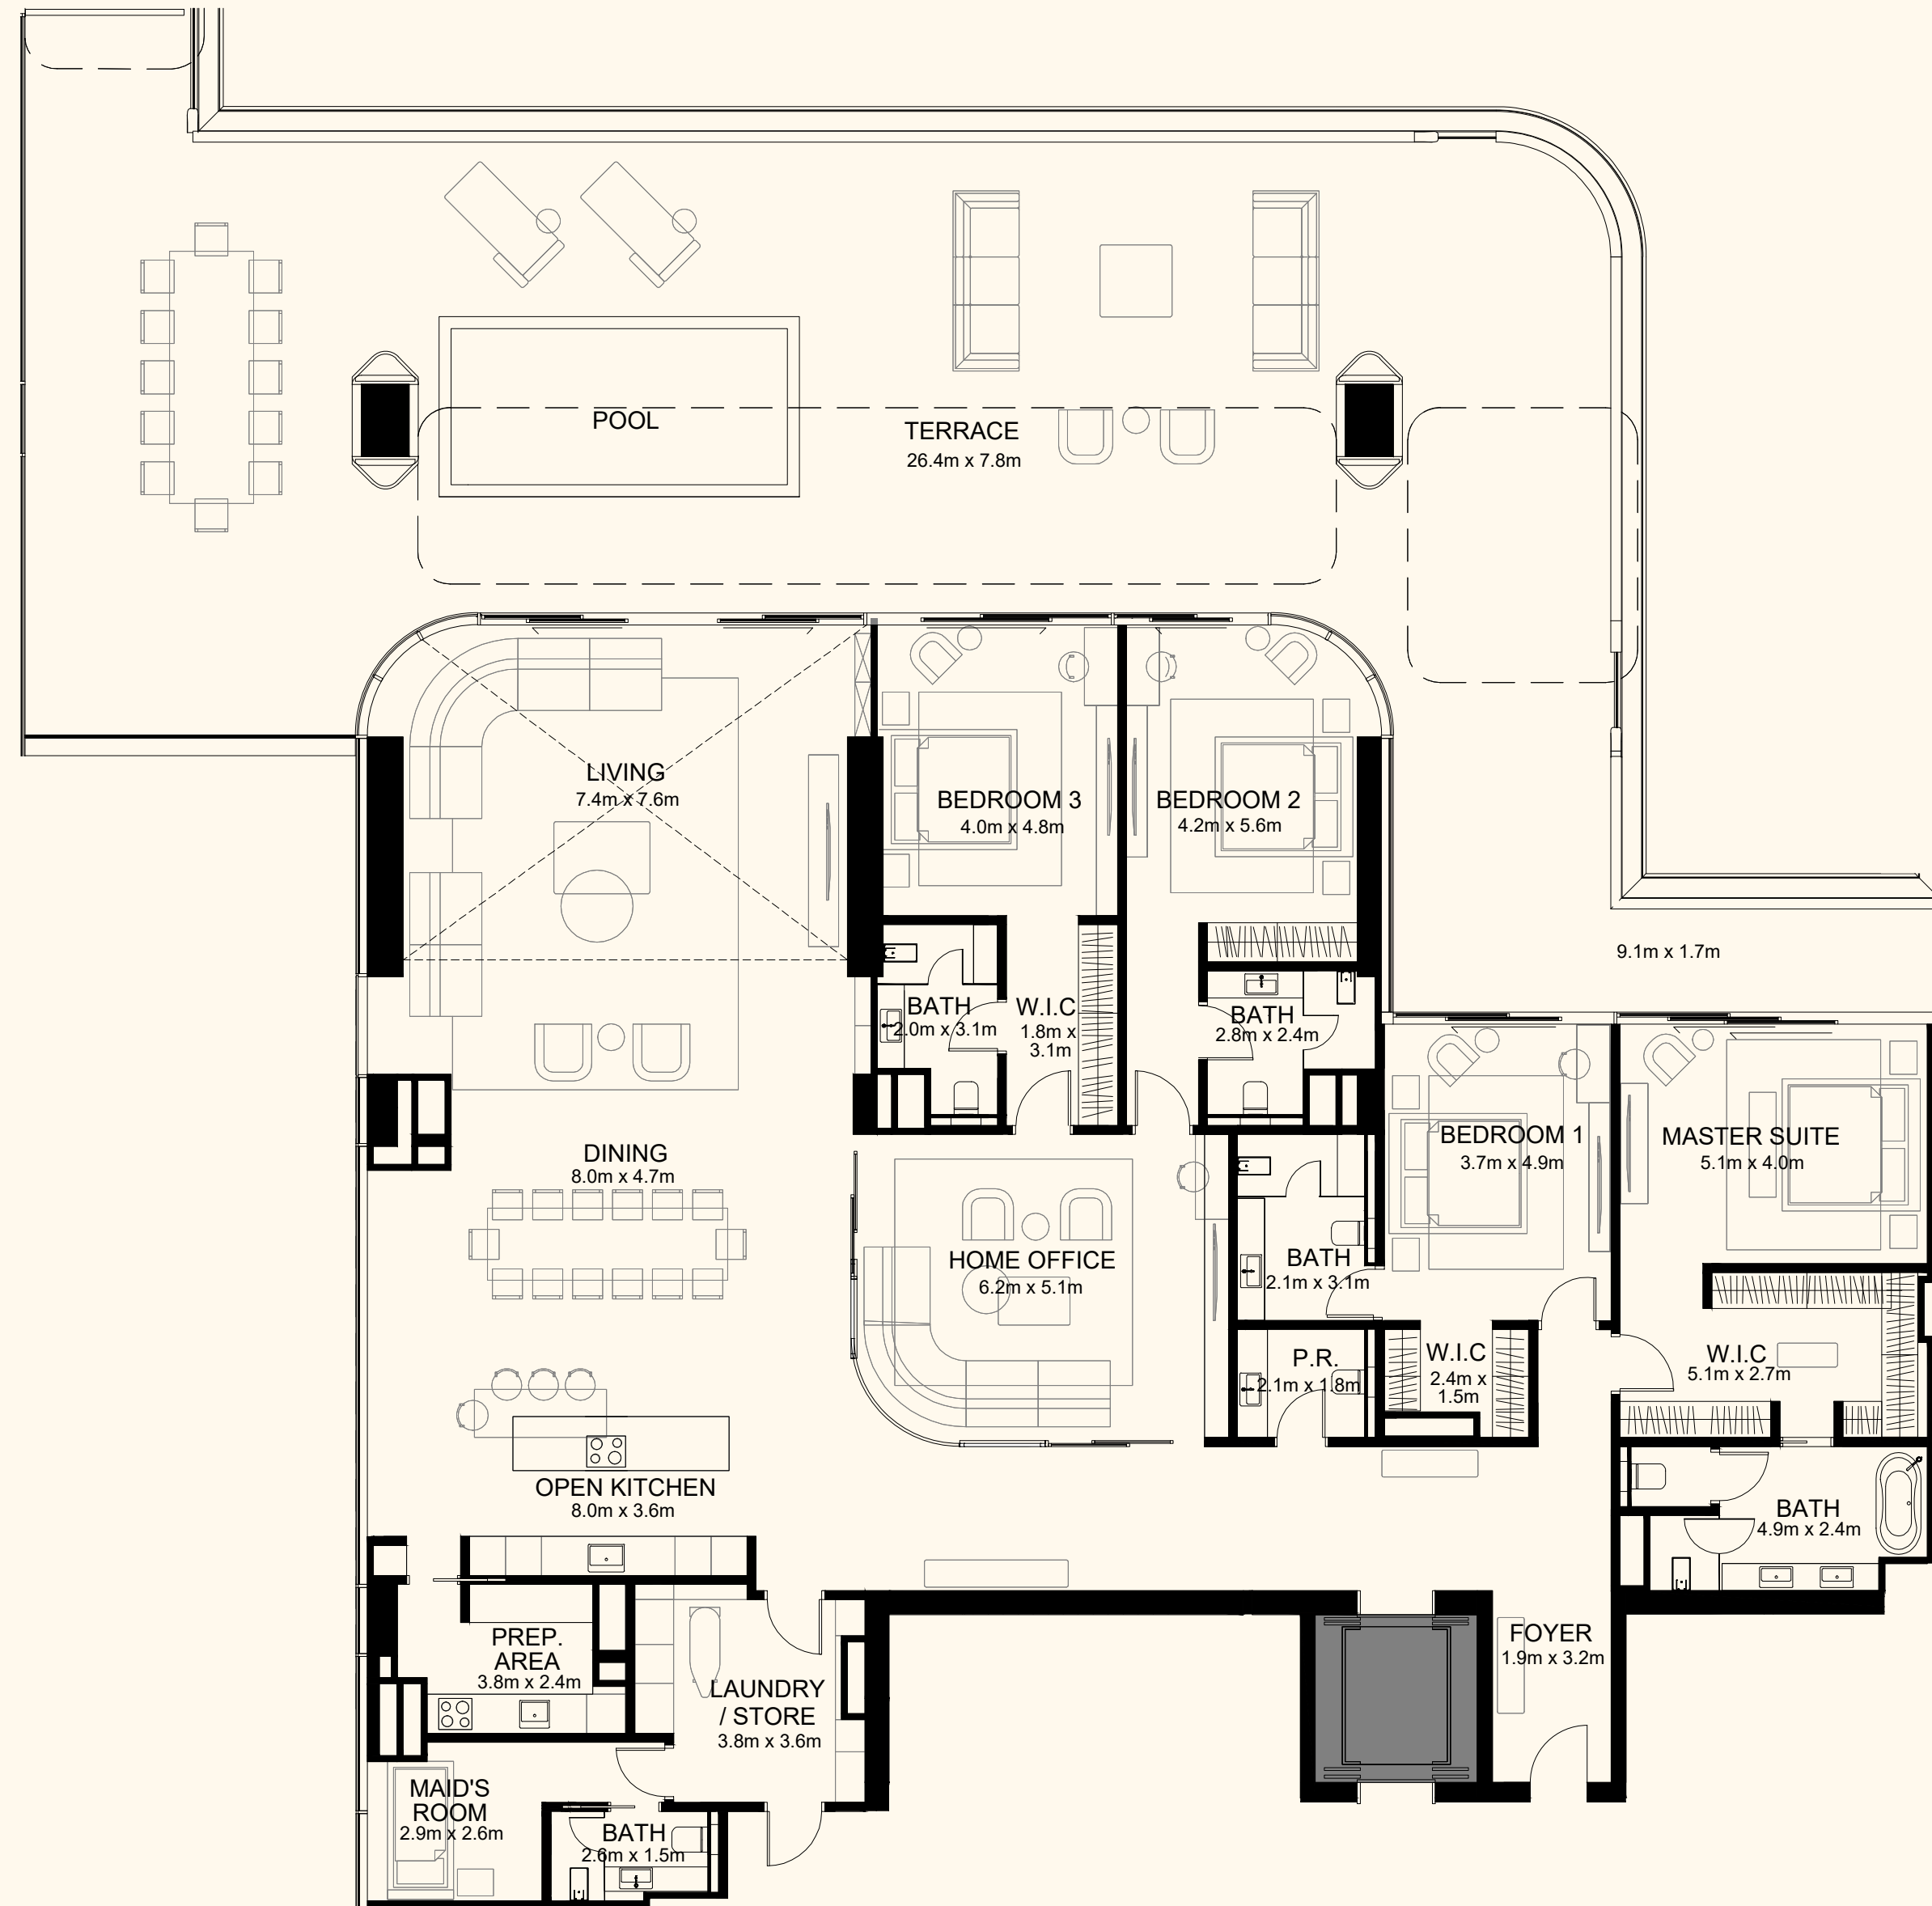 POOL
TERRACE
26.4m x 7.8m
LIVING
7.4m x 7.6m
BEDROOM 3
4.0m x 4.8m
BEDROOM 2
4.2m x 5.6m
9.1m x 1.7m
BATH
2.0m x 3.1m
W.I.C
1.8m x
3.1m
BATH
2.8m x 2.4m
DINING
8.0m x 4.7m
BEDROOM 1
3.7m x 4.9m
MASTER SUITE
5.1m x 4.0m
HOME OFFICE
6.2m x 5.1m
BATH
2.1m x 3.1m
P.R.
2.1m x 1.8m
W.I.C
2.4m x
1.5m
W.I.C
5.1m x 2.7m
OPEN KITCHEN
8.0m x 3.6m
BATH
4.9m x 2.4m
PREP.
AREA
3.8m x 2.4m
LAUNDRY
/ STORE
3.8m x 3.6m
FOYER
1.9m x 3.2m
MAID'S
ROOM
2.9m x 2.6m
BATH
2.6m x 1.5m